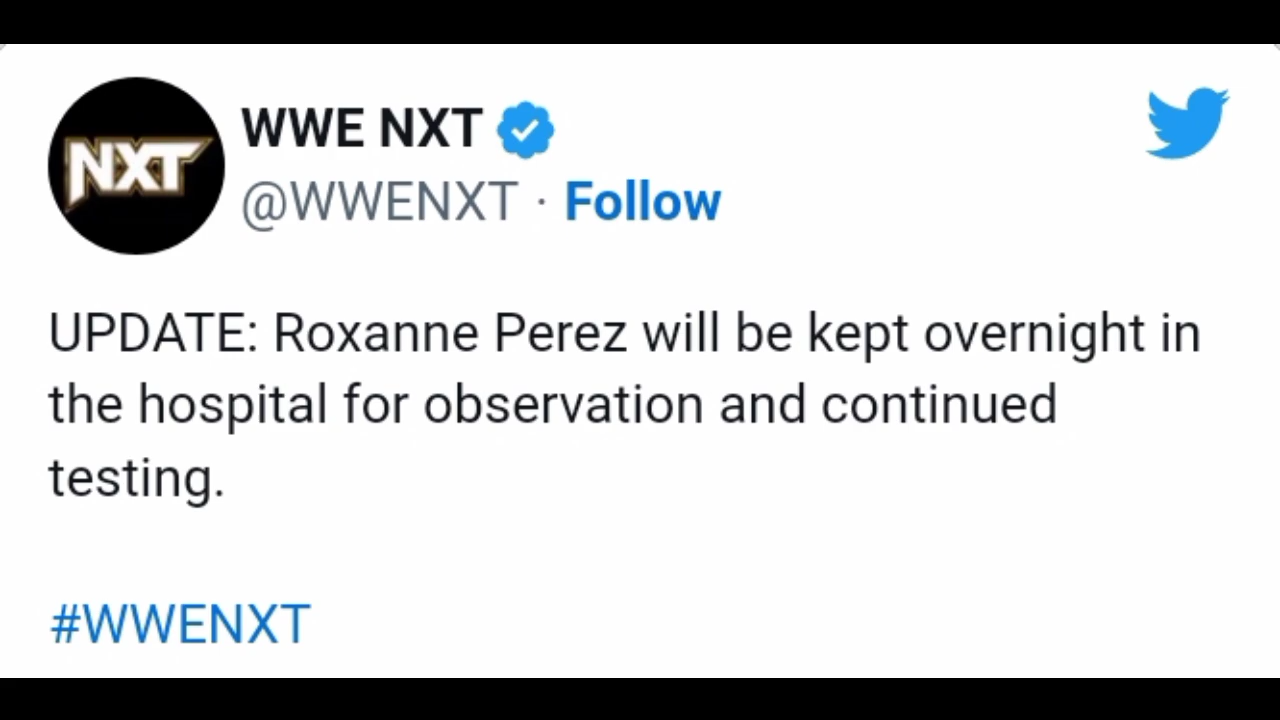 NXT
WWE NXT
@WWENXT · Follow
UPDATE: Roxanne Perez will be kept overnight in
the hospital for observation and continued
testing.
#WWENXT